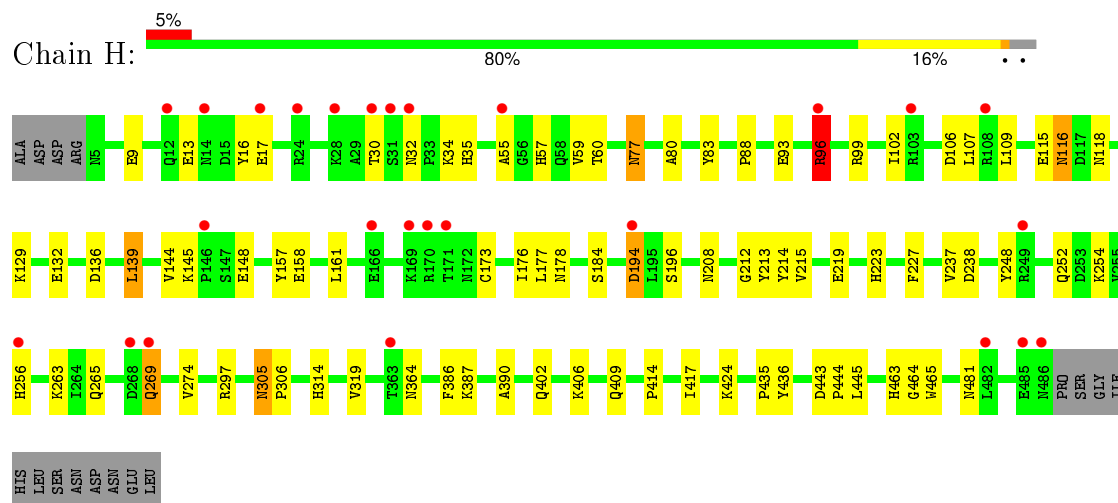 5%
Chain H:
80% 16% • •
ALA ASP ASP ARG N5 E9 Q12 E13 N14 D15 Y16 E17 R24 K28 A29 T30 S31 N32 P33 K34 H35 A55 G56 H57 Q58 V59 T60 N77 A80 Y83 P88 E93 R96 R99 I102 R103 D106 L107 R108 L109 E115 N116 D117 N118
K129 E132 D136 L139 V144 K145 P146 S147 E148 Y157 E158 L161 E166 K169 R170 T171 N172 C173 I176 L177 N178 S184 D194 L195 S196 N208 G212 Y213 Y214 V215 E219 H223 F227 V237 D238 Y248 R249 Q252 D253 K254
H256 K263 I264 Q265 D268 Q269 V274 R297 N305 P306 H314 V319 T363 N364 F386 K387 A390 Q402 K406 Q409 P414 I417 K424 P435 Y436 D443 P444 L445 H463 G464 W465 N481 L482 E485 N486 PRO SER GLY ILE
HIS LEU SER ASN ASP ASN GLU LEU